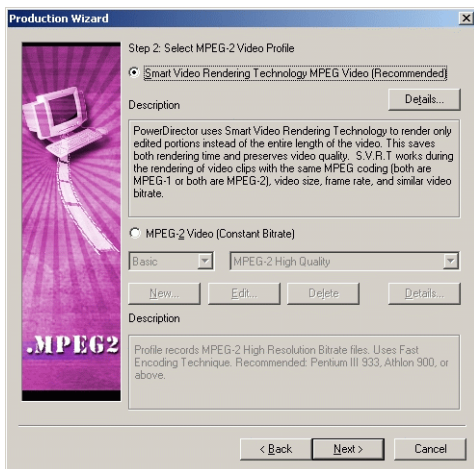 Production Wizard
Step 2: Select MPEG-2 Video Profile
Smart Video Rendering Technology MPEG Video (Recommended)
Details...
Description
PowerDirector uses Smart Video Rendering Technology to render only
edited portions instead of the entire length of the video. This saves
both rendering time and preserves video quality. S.V.R.T works during
the rendering of video clips with the same MPEG coding (both are
MPEG-1 or both are MPEG-2), video size, frame rate, and similar video
bitrate.
MPEG-2 Video (Constant Bitrate)
Basic MPEG-2 High Quality
New... Edit... Delete Details...
Description
.MPEG2
Profile records MPEG-2 High Resolution Bitrate files. Uses Fast
Encoding Technique. Recommended: Pentium III 933, Athlon 900, or
above.
< Back Next > Cancel